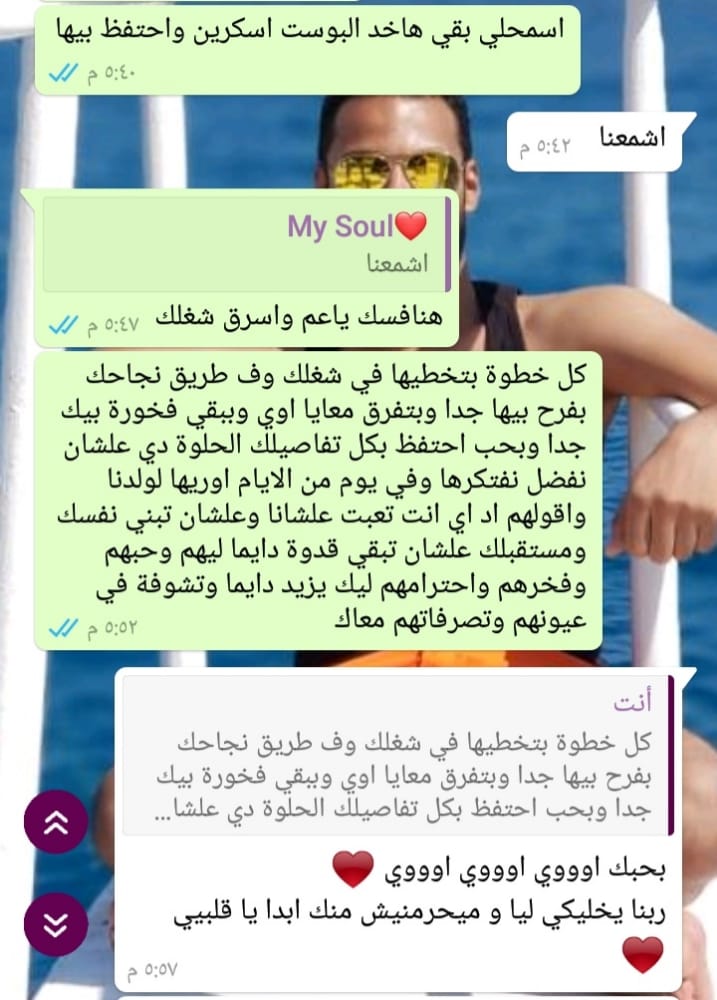 اسمحلي بقي هاخد البوست اسكرين واحتفظ بيها
٥:٤٠ م
اشمعنا
٥:٤٢ م
My Soul❤️
اشمعنا
هنافسك ياعم واسرق شغلك
٥:٤٧ م
كل خطوة بتخطيها في شغلك وف طريق نجاحك
بفرح بيها جدا وبتفرق معايا اوي وببقي فخورة بيك
جدا وبحب احتفظ بكل تفاصيلك الحلوة دي علشان
نفضل نفتكرها وفي يوم من الايام اوريها لولدنا
واقولهم اد اي انت تعبت علشانا وعلشان تبني نفسك
ومستقبلك علشان تبقي قدوة دايما ليهم وحبهم
وفخرهم واحترامهم ليك يزيد دايما وتشوفة في
عيونهم وتصرفاتهم معاك
٥:٥٢ م
أنت
كل خطوة بتخطيها في شغلك وف طريق نجاحك
بفرح بيها جدا وبتفرق معايا اوي وببقي فخورة بيك
جدا وبحب احتفظ بكل تفاصيلك الحلوة دي علشا...
بحبك اوووي اوووي اوووي ❤️
ربنا يخليكي ليا و ميحرمنيش منك ابدا يا قلبيي
❤️
٥:٥٧ م